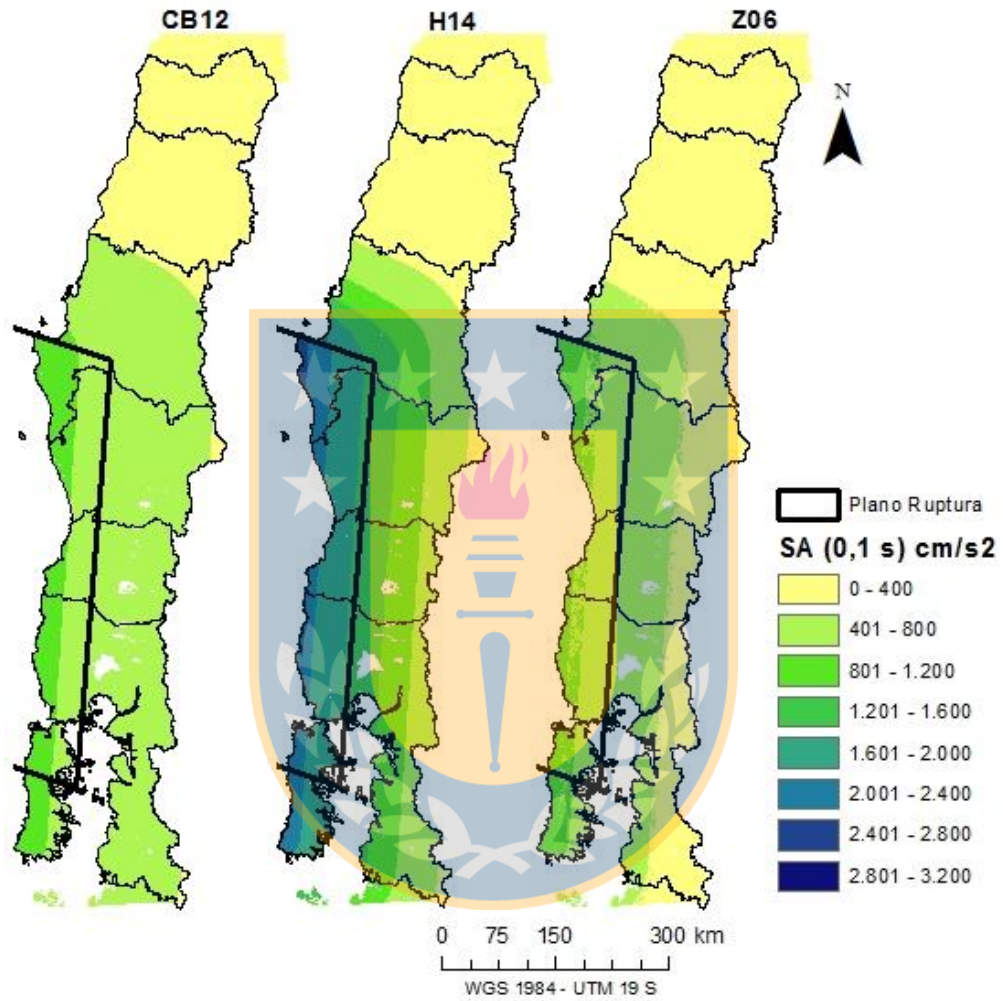 CB12
H14
Z06
N
Plano Ruptura
SA (0,1 s) cm/s2
0 - 400
401 - 800
801 - 1.200
1.201 - 1.600
1.601 - 2.000
2.001 - 2.400
2.401 - 2.800
2.801 - 3.200
0 75 150 300 km
WGS 1984 - UTM 19 S